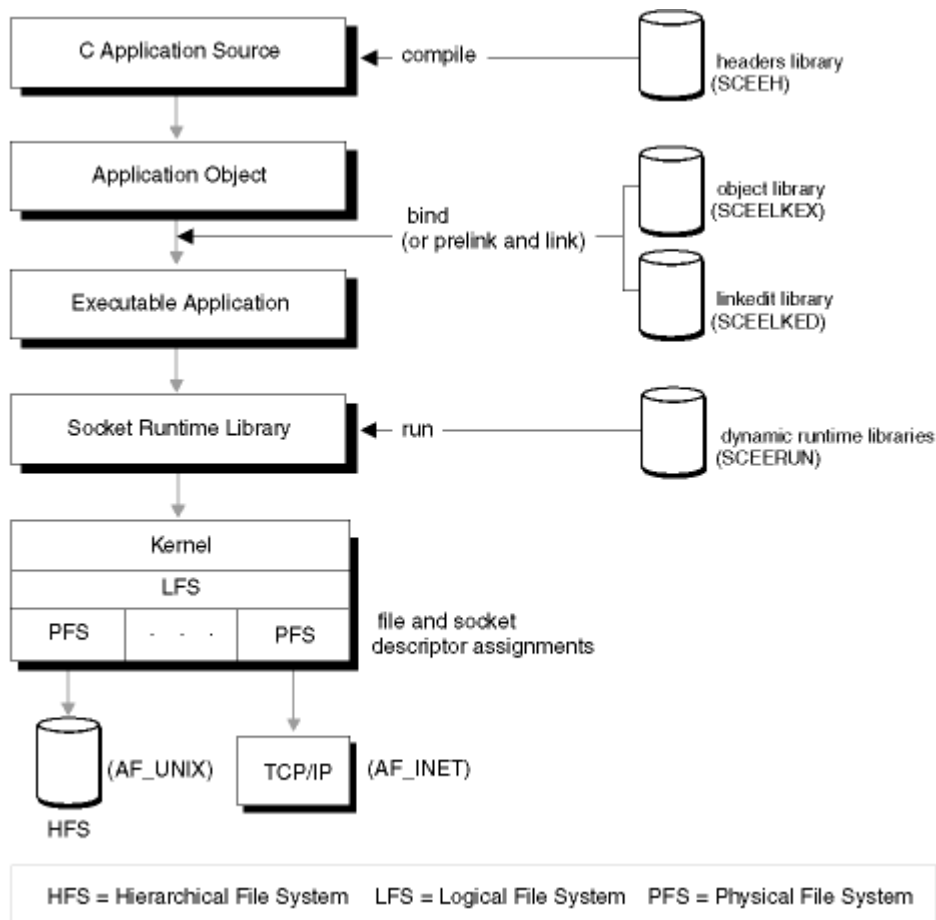 C Application Source
compile
headers library
(SCEEH)
Application Object
object library
(SCEELKEX)
bind
(or prelink and link)
Executable Application
linkedit library
(SCEELKED)
Socket Runtime Library
run
dynamic runtime libraries
(SCEERUN)
Kernel
LFS
PFS
. . .
PFS
file and socket
descriptor assignments
(AF_UNIX)
TCP/IP
(AF_INET)
HFS
HFS = Hierarchical File System LFS = Logical File System PFS = Physical File System